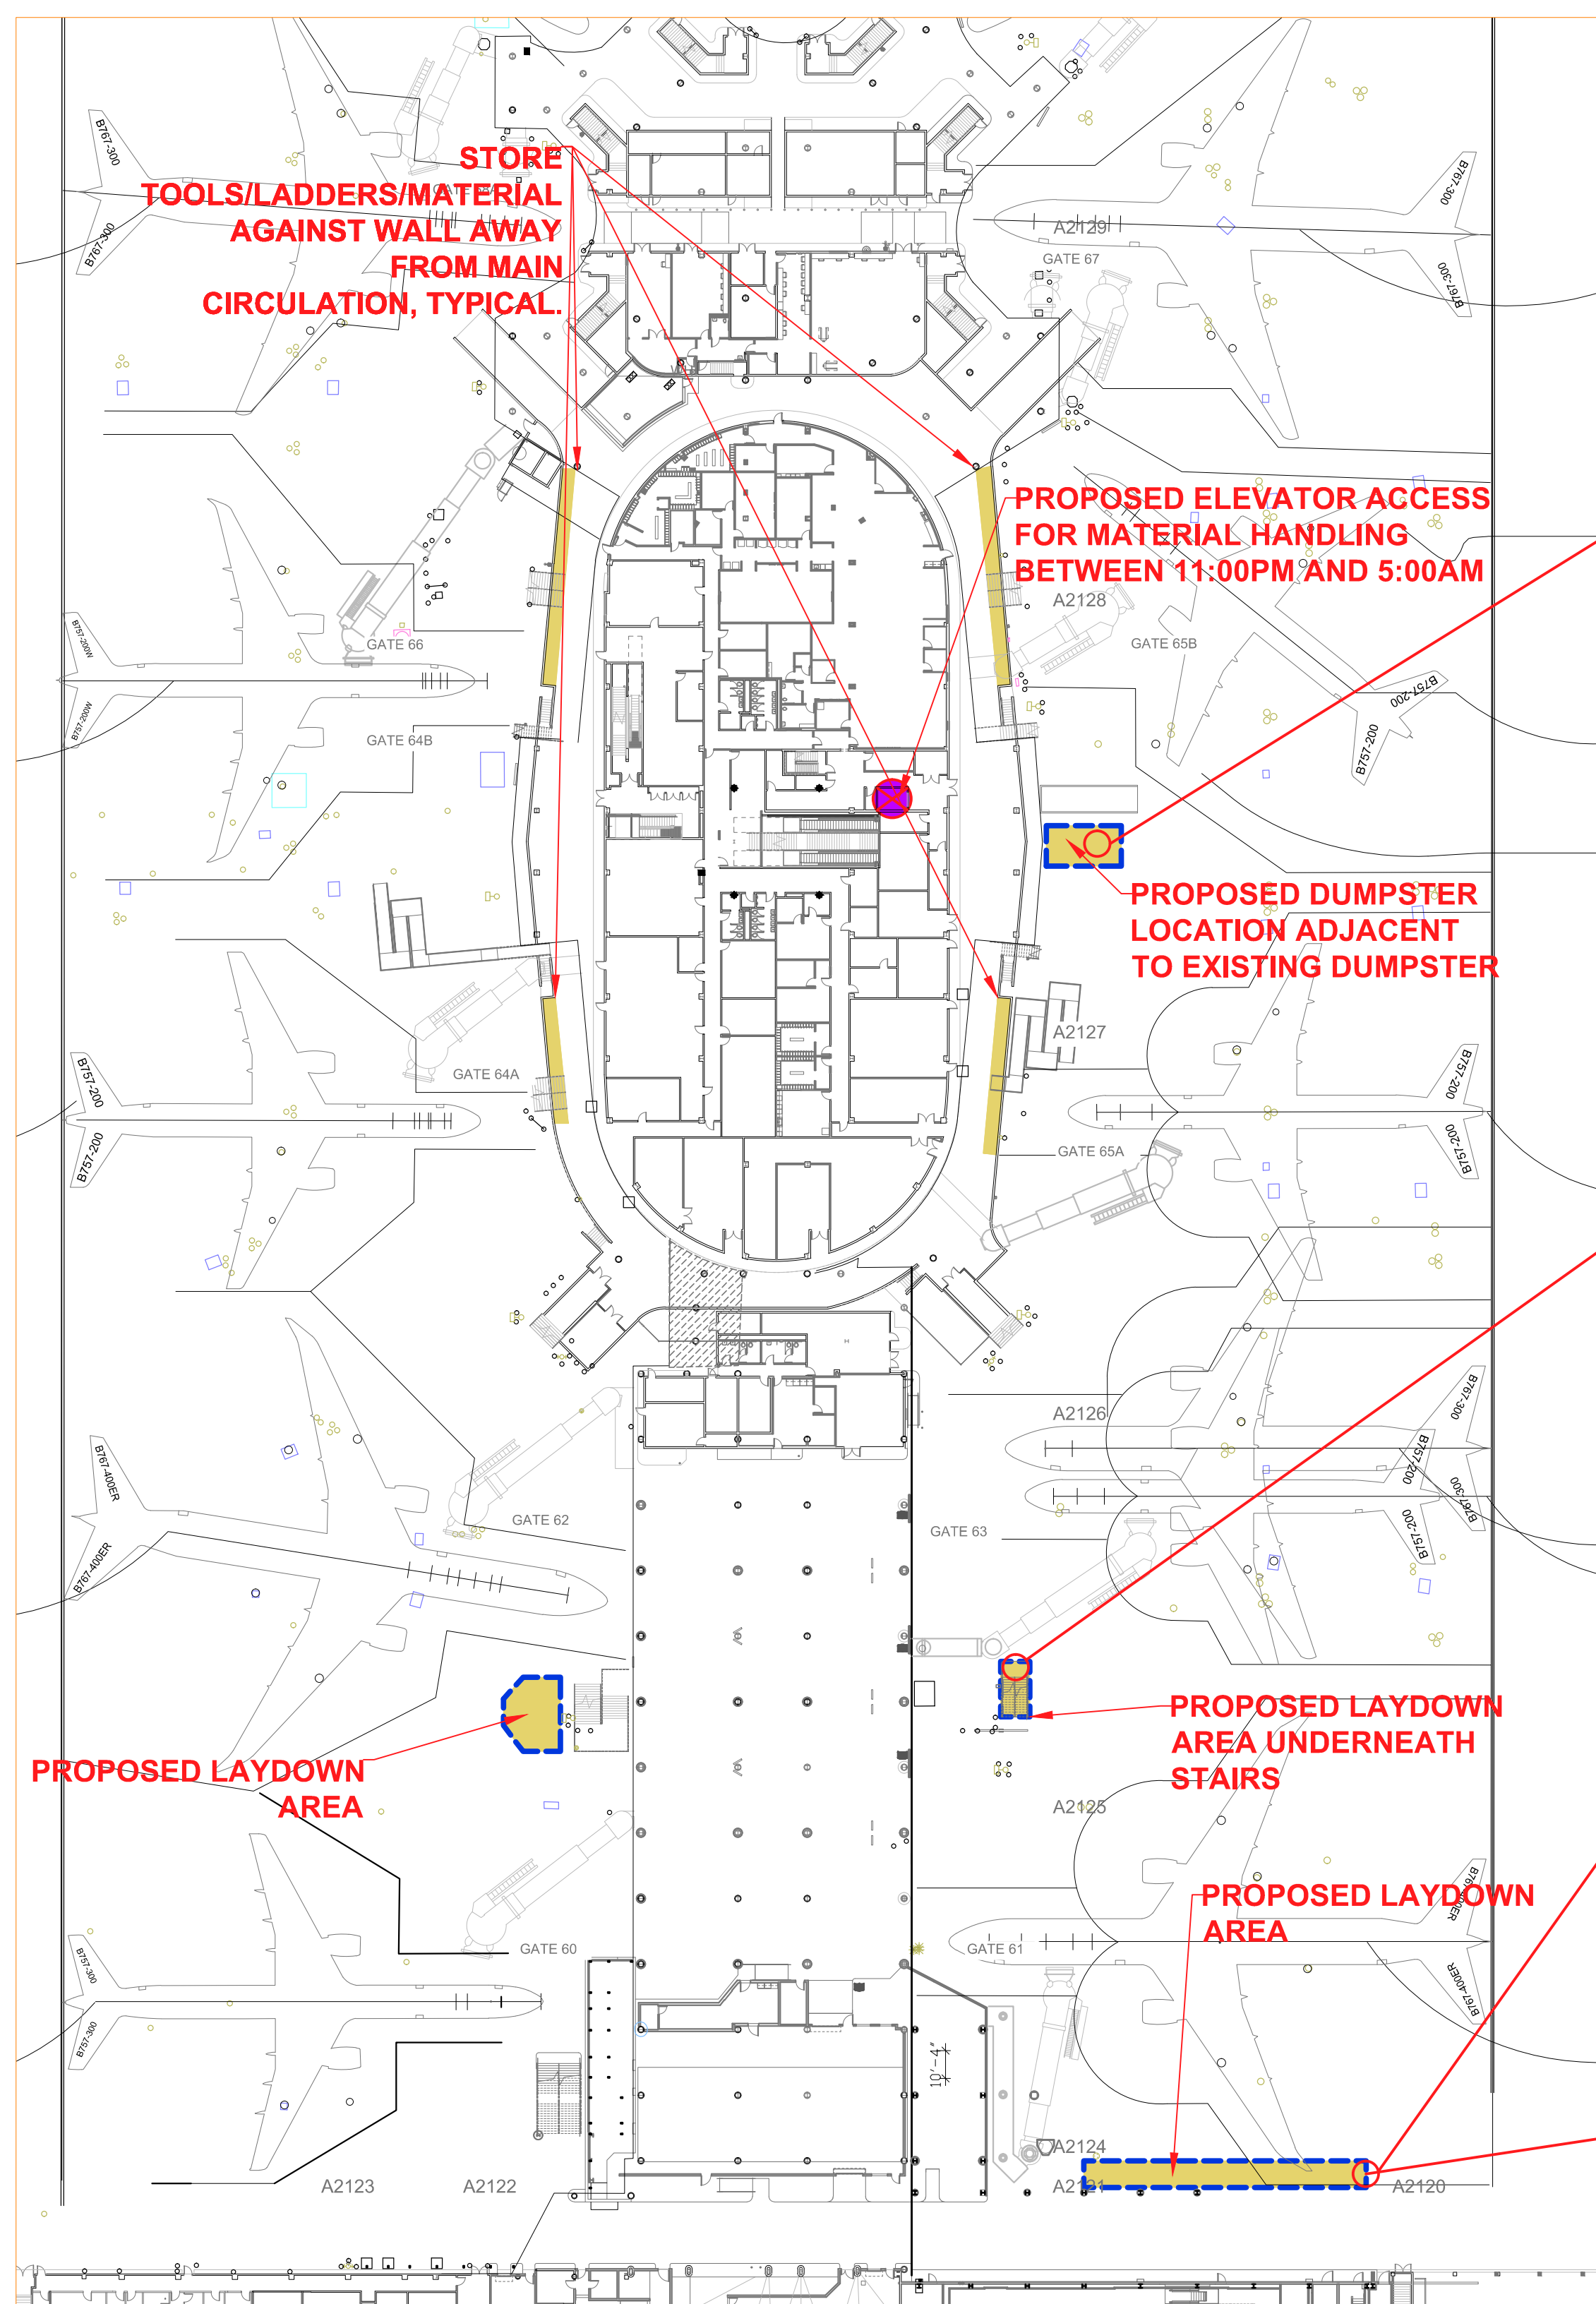 B767-300
B767-300
STORE
TOOLS/LADDERS/MATERIAL
AGAINST WALL AWAY
FROM MAIN
CIRCULATION, TYPICAL.
A2129
GATE 67
B767-300
B767-300
PROPOSED ELEVATOR ACCESS
FOR MATERIAL HANDLING
BETWEEN 11:00PM AND 5:00AM
A2128
GATE 65B
GATE 66
B757-200W
B757-200W
GATE 64B
B757-200
B757-200
PROPOSED DUMPSTER
LOCATION ADJACENT
TO EXISTING DUMPSTER
A2127
GATE 64A
B757-200
B757-200
GATE 65A
B757-200
B757-200
A2126
B767-300
B757-200
B767-300
B757-200
GATE 62
GATE 63
B767-400ER
B767-400ER
PROPOSED LAYDOWN
AREA UNDERNEATH
STAIRS
PROPOSED LAYDOWN
AREA
A2125
PROPOSED LAYDOWN
AREA
B767-400ER
GATE 60
GATE 61
B757-300
B757-300
10'-4"
A2124
A2123
A2122
A2121
A2120